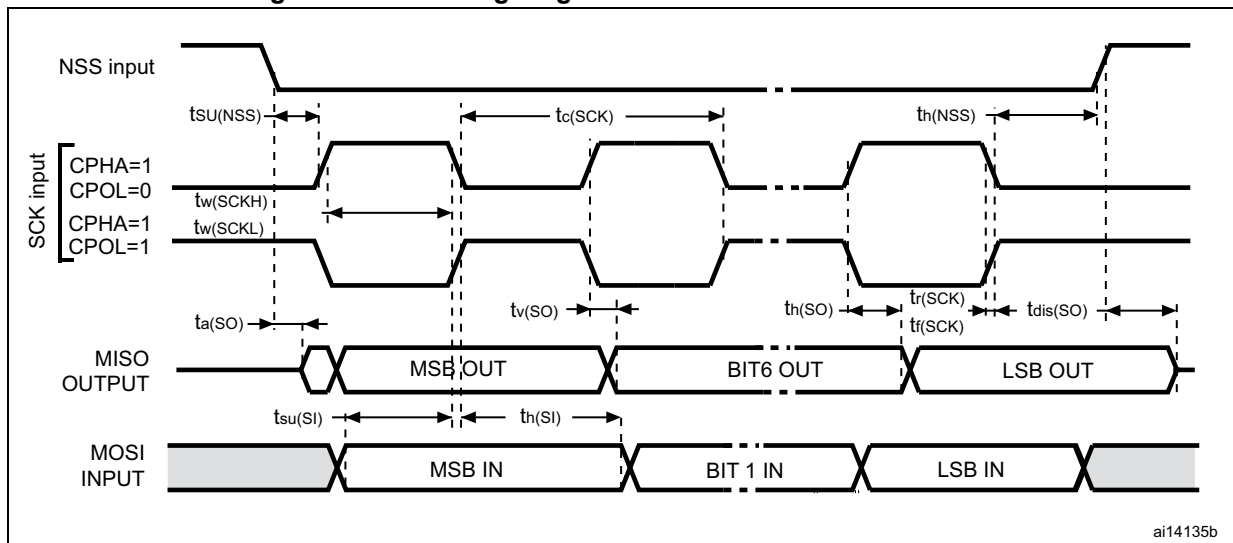 NSS input
tSU(NSS)
tc(SCK)
th(NSS)
SCK input
CPHA=1
CPOL=0
tw(SCKH)
CPHA=1
tw(SCKL)
CPOL=1
ta(SO)
tv(SO)
th(SO)
tr(SCK)
tf(SCK)
tdis(SO)
MISO
OUTPUT
MSB OUT
BIT6 OUT
LSB OUT
tsu(SI)
th(SI)
MOSI
INPUT
MSB IN
BIT 1 IN
LSB IN
ai14135b